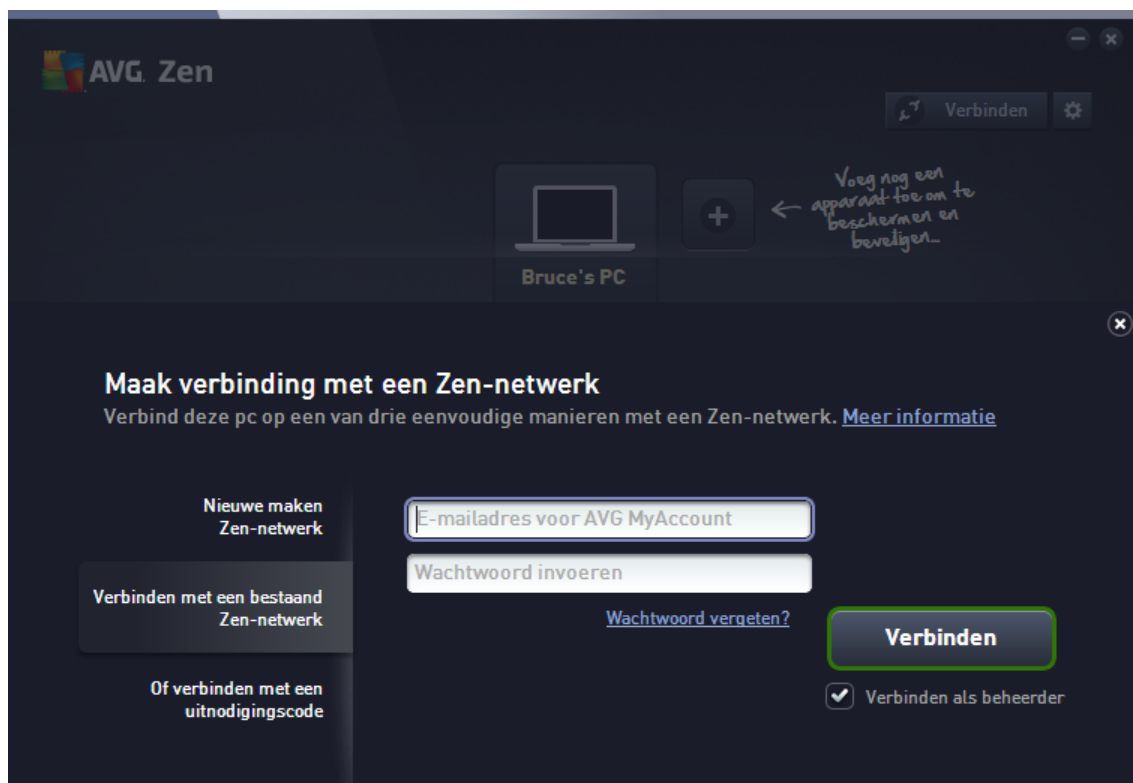 AVG. Zen
Verbinden
Voeg nog een
apparaat toe om te
beschermen en
beveiligen...
Bruce's PC
Maak verbinding met een Zen-netwerk
Verbind deze pc op een van drie eenvoudige manieren met een Zen-netwerk. Meer informatie
Nieuwe maken
Zen-netwerk
Verbinden met een bestaand
Zen-netwerk
Of verbinden met een
uitnodigingscode
E-mailadres voor AVG MyAccount
Wachtwoord invoeren
Wachtwoord vergeten?
Verbinden
Verbinden als beheerder